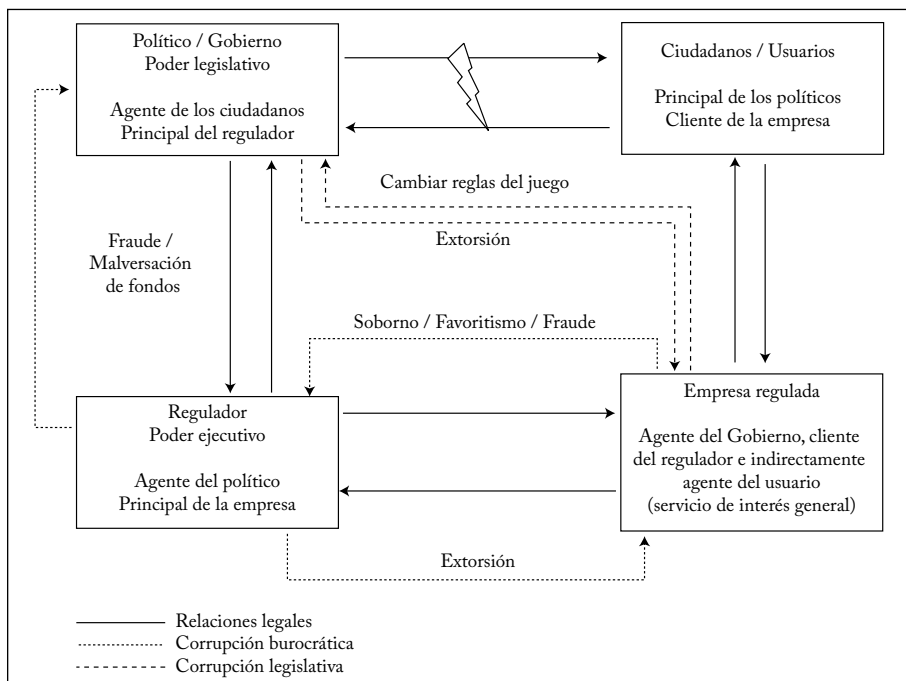 Político / Gobierno
Poder legislativo
Agente de los ciudadanos
Principal del regulador
Ciudadanos / Usuarios
Principal de los políticos
Cliente de la empresa
Cambiar reglas del juego
Extorsión
Fraude /
Malversación
de fondos
Soborno / Favoritismo / Fraude
Regulador
Poder ejecutivo
Agente del político
Principal de la empresa
Empresa regulada
Agente del Gobierno, cliente
del regulador e indirectamente
agente del usuario
(servicio de interés general)
Extorsión
Relaciones legales
Corrupción burocrática
Corrupción legislativa